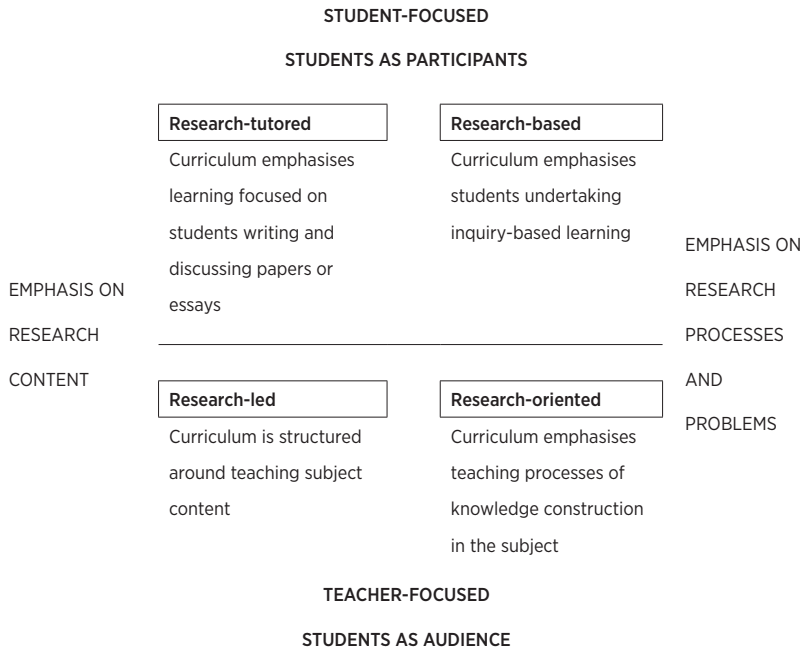 STUDENT-FOCUSED
STUDENTS AS PARTICIPANTS
Research-tutored
Curriculum emphasises
learning focused on
students writing and
discussing papers or
essays
Research-based
Curriculum emphasises
students undertaking
inquiry-based learning
EMPHASIS ON
RESEARCH
CONTENT
EMPHASIS ON
RESEARCH
PROCESSES
AND
PROBLEMS
Research-led
Curriculum is structured
around teaching subject
content
Research-oriented
Curriculum emphasises
teaching processes of
knowledge construction
in the subject
TEACHER-FOCUSED
STUDENTS AS AUDIENCE